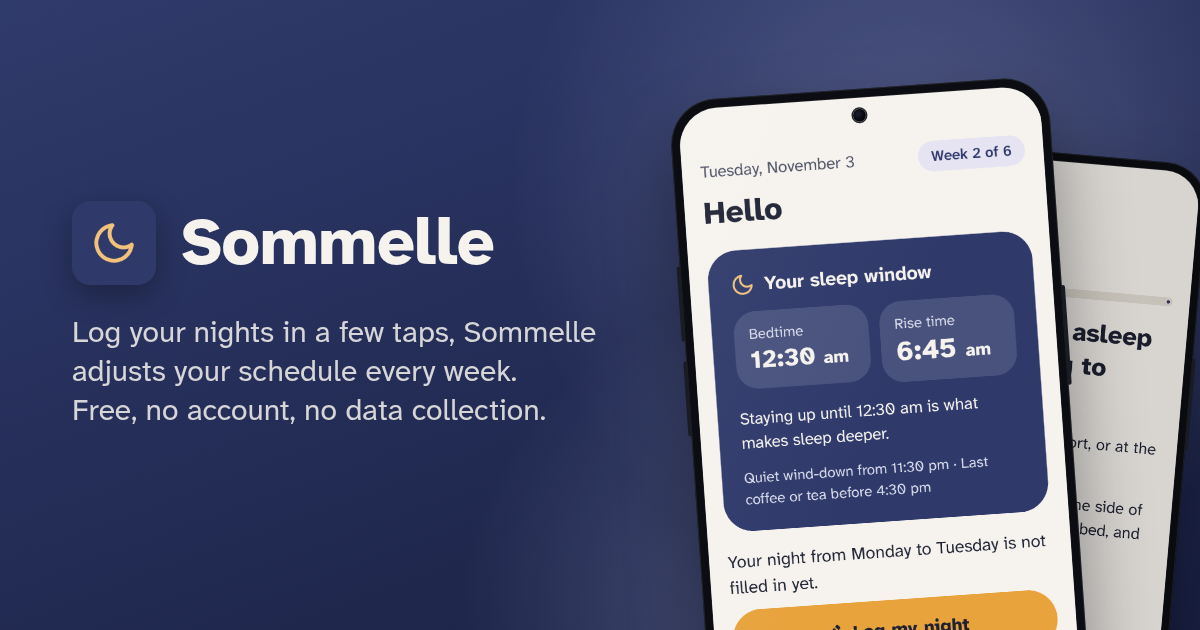 Sommelle
Log your nights in a few taps, Sommelle
adjusts your schedule every week.
Free, no account, no data collection.
Tuesday, November 3
Week 2 of 6
Hello
Your sleep window
Bedtime
12:30 am
Rise time
6:45 am
Staying up until 12:30 am is what
makes sleep deeper.
Quiet wind-down from 11:30 pm · Last
coffee or tea before 4:30 pm
Your night from Monday to Tuesday is not
filled in yet.
Log my night
asleep
to
or at the
side of
bed, and